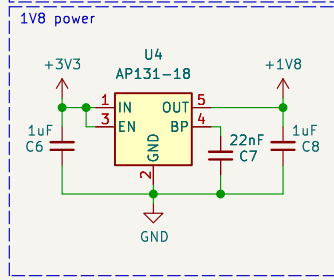 1V8 power
U4
AP131-18
+3V3
+1V8
1 IN OUT 5
3 EN BP 4
GND
2
1uF
C6
22nF
C7
1uF
C8
GND